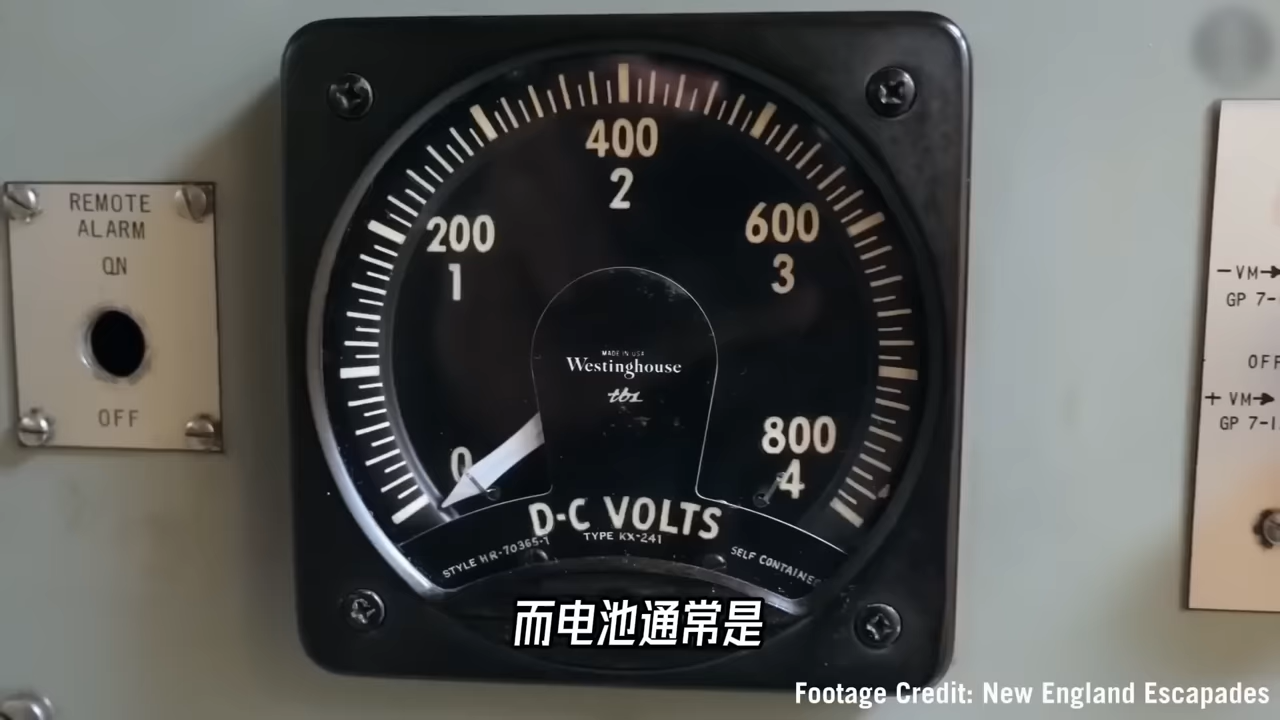 REMOTE
ALARM
ON
OFF
400
2
200
1
600
3
MADE IN USA
Westinghouse
tbs
0
800
4
D-C VOLTS
TYPE KX-241
STYLE HR-70365-1
SELF CONTAINED
- VM→
GP 7-
OFF
+ VM→
GP 7-1
而电池通常是
Footage Credit: New England Escapades